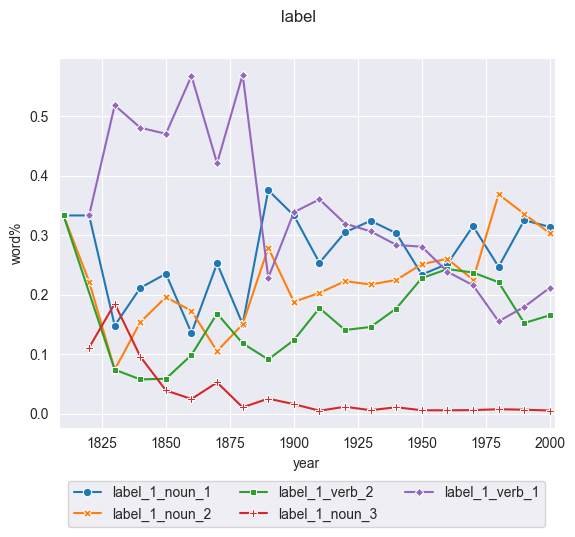 label
0.5
0.4
0.3
0.2
0.1
0.0
word%
1825 1850 1875 1900 1925 1950 1975 2000
year
label_1_noun_1 label_1_verb_2 label_1_verb_1
label_1_noun_2 label_1_noun_3